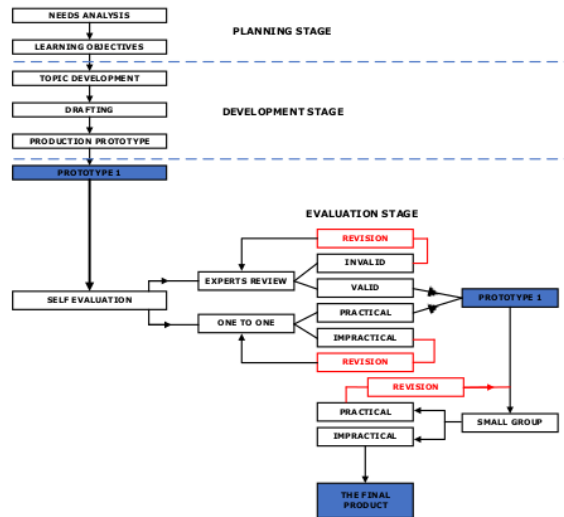 NEEDS ANALYSIS
PLANNING STAGE
LEARNING OBJECTIVES
TOPIC DEVELOPMENT
DRAFTING
DEVELOPMENT STAGE
PRODUCTION PROTOTYPE
PROTOTYPE 1
EVALUATION STAGE
REVISION
INVALID
EXPERTS REVIEW
VALID
SELF EVALUATION
PROTOTYPE 1
PRACTICAL
ONE TO ONE
IMPRACTICAL
REVISION
REVISION
PRACTICAL
SMALL GROUP
IMPRACTICAL
THE FINAL
PRODUCT